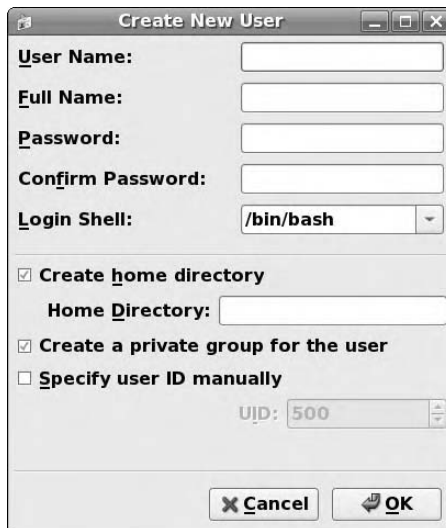 Create New User
User Name:
Full Name:
Password:
Confirm Password:
Login Shell: /bin/bash
Create home directory
Home Directory:
Create a private group for the user
Specify user ID manually
UID: 500
Cancel OK